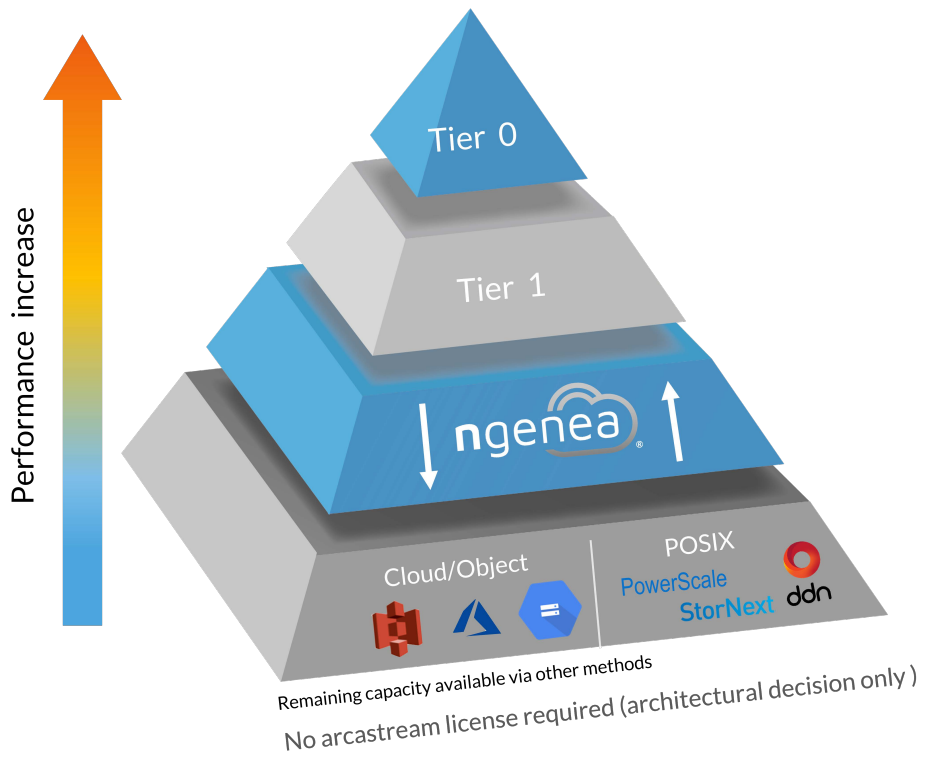 Performance increase
Tier 0
Tier 1
ngenea®
Cloud/Object
POSIX
PowerScale
StorNext
ddn
Remaining capacity available via other methods
No arcastream license required (architectural decision only )